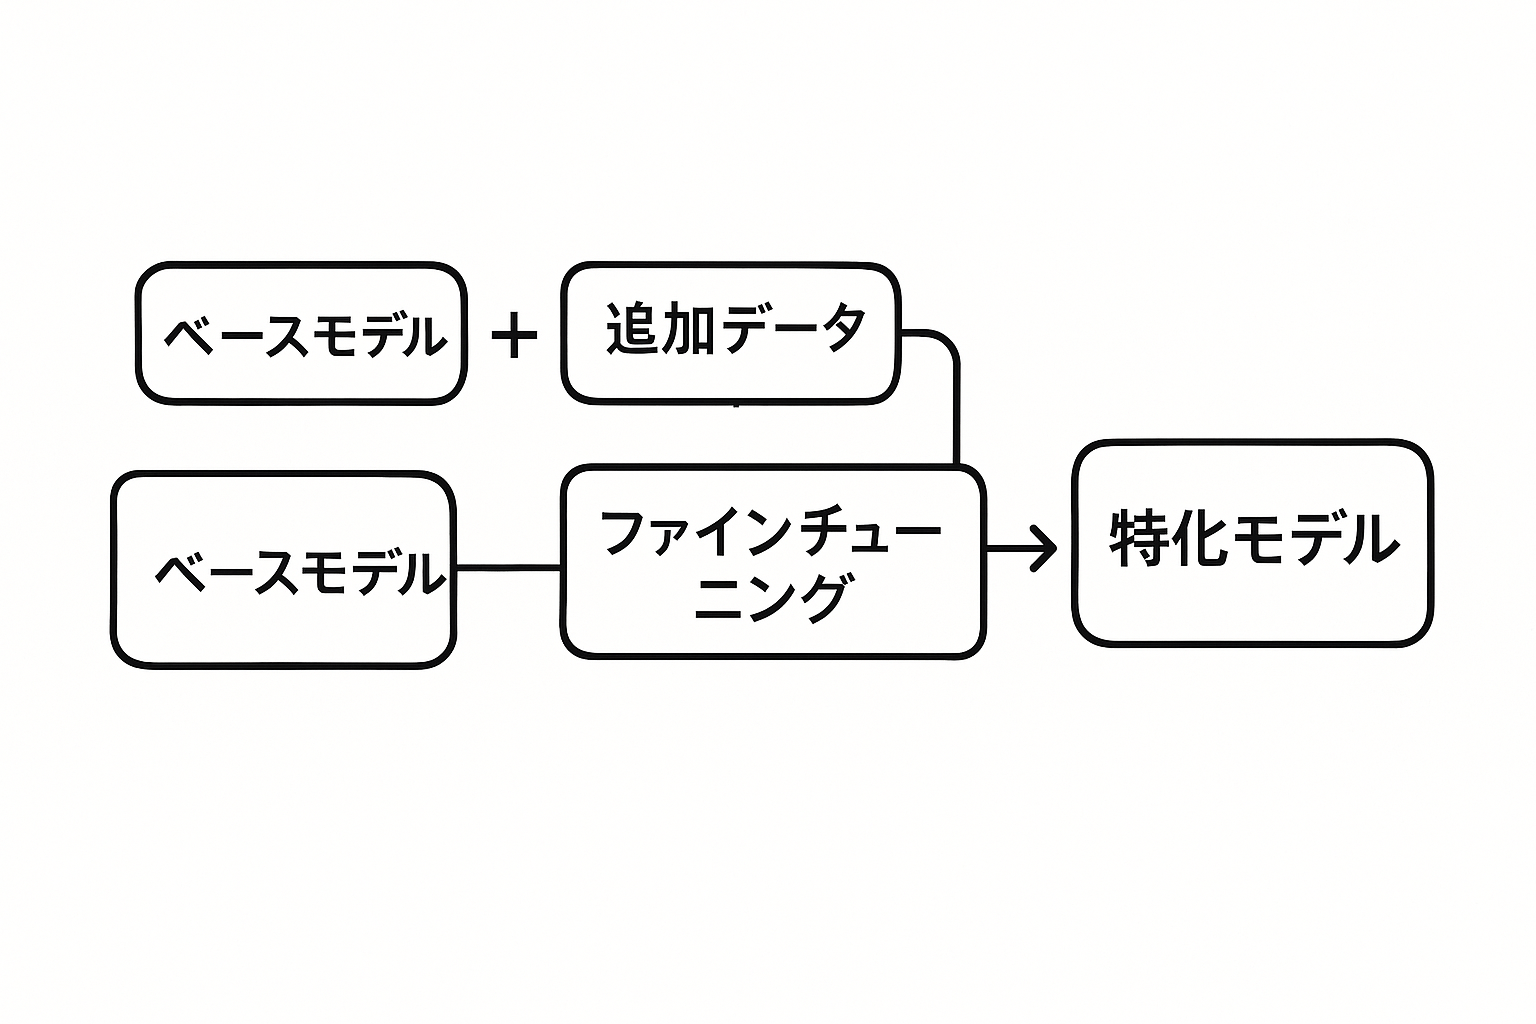 ベースモデル + 追加データ
ベースモデル
ファインチュー
ニング
特化モデル